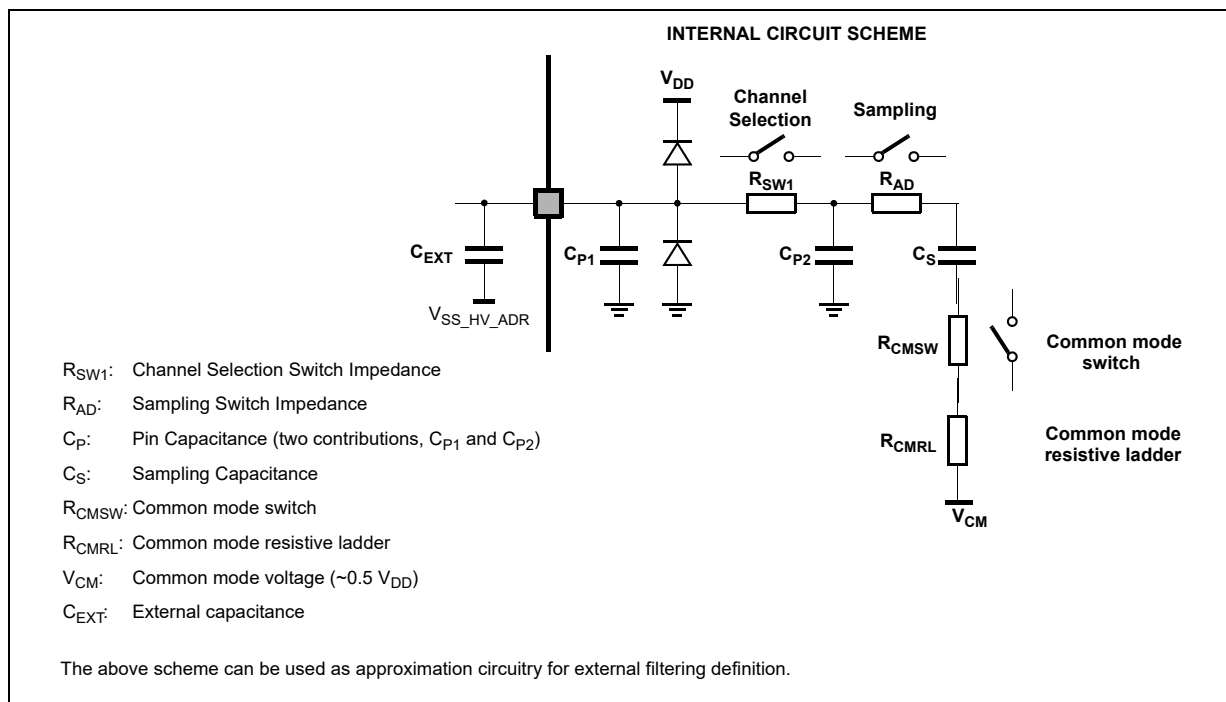 INTERNAL CIRCUIT SCHEME
VDD
Channel
Selection
Sampling
RSW1
RAD
CEXT
CP1
CP2
CS
VSS_HV_ADR
RCMSW
Common mode
switch
RCMRL
Common mode
resistive ladder
VCM
RSW1: Channel Selection Switch Impedance
RAD: Sampling Switch Impedance
CP: Pin Capacitance (two contributions, CP1 and CP2)
CS: Sampling Capacitance
RCMSW: Common mode switch
RCMRL: Common mode resistive ladder
VCM: Common mode voltage (~0.5 VDD)
CEXT: External capacitance
The above scheme can be used as approximation circuitry for external filtering definition.